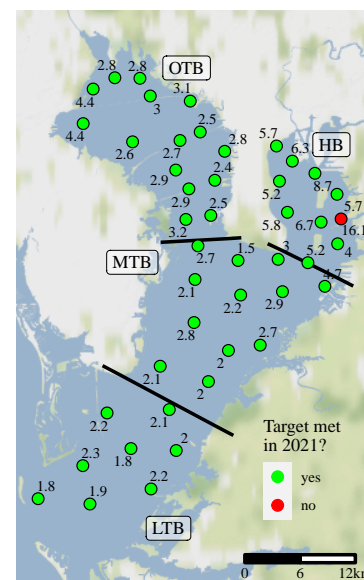 2.8 2.8 OTB
4.4 3 3.1
4.4 2.5
2.6 2.7 2.8
5.7 HB
6.3
2.9 2.4 5.2 8.7
2.9 5.7
3.2 2.5 5.8 6.7 16.1
MTB 2.7 1.5 3 5.2 4
4.7
2.1 2.2 2.9
2.8 2.7
2
2.1 2
2.2 2.1
Target met
in 2021?
1.8 2
2.3 yes
1.8 2.2
1.9 no
LTB
0 6 12k